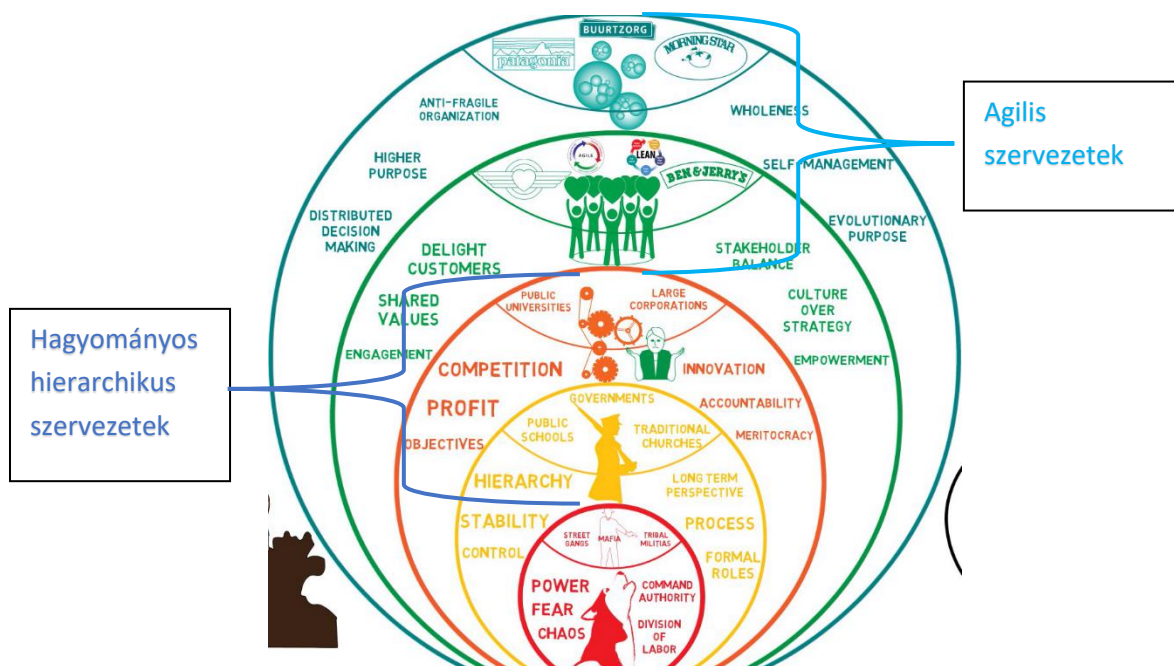 BUURTZORG
patagonia
MORNING STAR
ANTI-FRAGILE
ORGANIZATION
WHOLENESS
HIGHER
PURPOSE
SELF-MANAGEMENT
DISTRIBUTED
DECISION
MAKING
EVOLUTIONARY
PURPOSE
Agilis
szervezetek
AGILE
LEAN
BEN & JERRY'S
DELIGHT
CUSTOMERS
STAKEHOLDER
BALANCE
SHARED
VALUES
CULTURE
OVER
STRATEGY
ENGAGEMENT
EMPOWERMENT
Hagyományos
hierarchikus
szervezetek
PUBLIC
UNIVERSITIES
LARGE
CORPORATIONS
COMPETITION
INNOVATION
PROFIT
ACCOUNTABILITY
OBJECTIVES
MERITOCRACY
GOVERNMENTS
PUBLIC
SCHOOLS
TRADITIONAL
CHURCHES
HIERARCHY
LONG TERM
PERSPECTIVE
STABILITY
PROCESS
CONTROL
FORMAL
ROLES
STREET
GANGS
MAFIA
TRIBAL
MILITIAS
POWER
FEAR
CHAOS
COMMAND
AUTHORITY
DIVISION
OF
LABOR